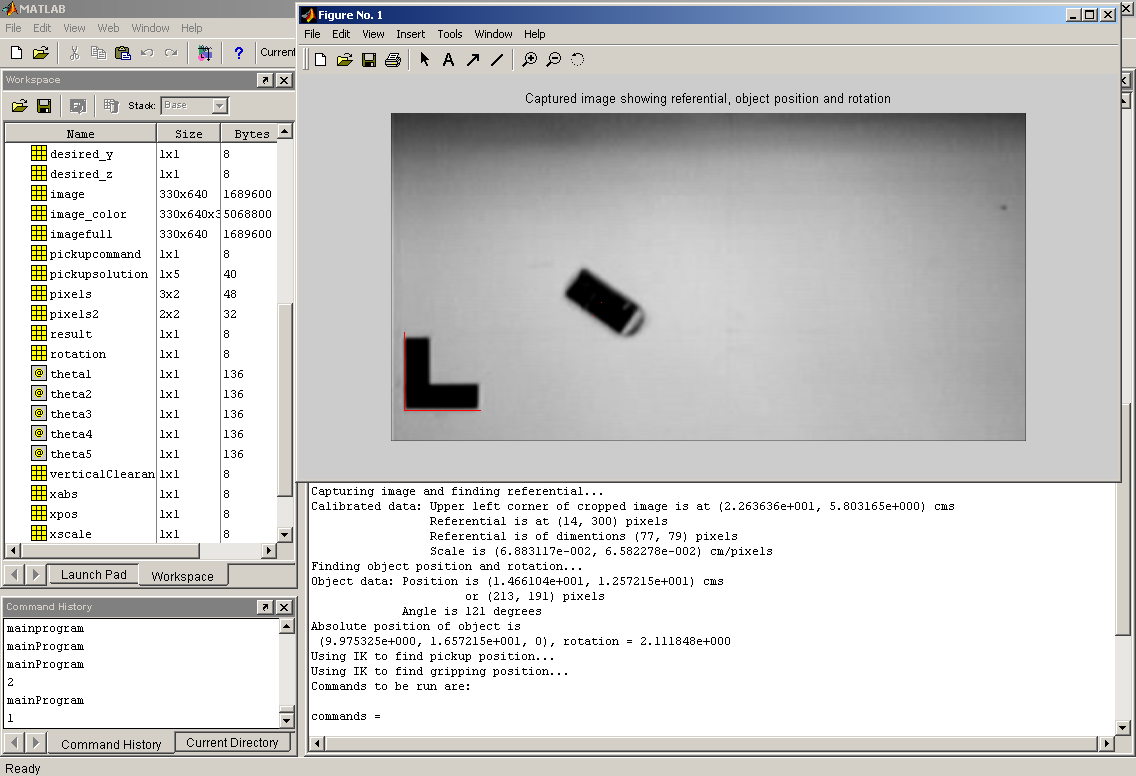 MATLAB
File Edit View Web Window Help
Current
Workspace
Stack: Base
Name Size Bytes
desired_y 1x1 8
desired_z 1x1 8
image 330x640 1689600
image_color 330x640x3 5068800
imagefull 330x640 1689600
pickupcommand 1x1 8
pickupsolution 1x5 40
pixels 3x2 48
pixels2 2x2 32
result 1x1 8
rotation 1x1 8
theta1 1x1 136
theta2 1x1 136
theta3 1x1 136
theta4 1x1 136
theta5 1x1 136
verticalClearan 1x1 8
xabs 1x1 8
xpos 1x1 8
xscale 1x1 8
Launch Pad Workspace
Command History
mainprogram
mainProgram
mainProgram
2
mainProgram
1
Command History Current Directory
Ready
Figure No. 1
File Edit View Insert Tools Window Help
A
Captured image showing referential, object position and rotation
Capturing image and finding referential...
Calibrated data: Upper left corner of cropped image is at (2.263636e+001, 5.803165e+000) cms
Referential is at (14, 300) pixels
Referential is of dimentions (77, 79) pixels
Scale is (6.883117e-002, 6.582278e-002) cm/pixels
Finding object position and rotation...
Object data: Position is (1.466104e+001, 1.257215e+001) cms
or (213, 191) pixels
Angle is 121 degrees
Absolute position of object is
(9.975325e+000, 1.657215e+001, 0), rotation = 2.111848e+000
Using IK to find pickup position...
Using IK to find gripping position...
Commands to be run are:
commands =